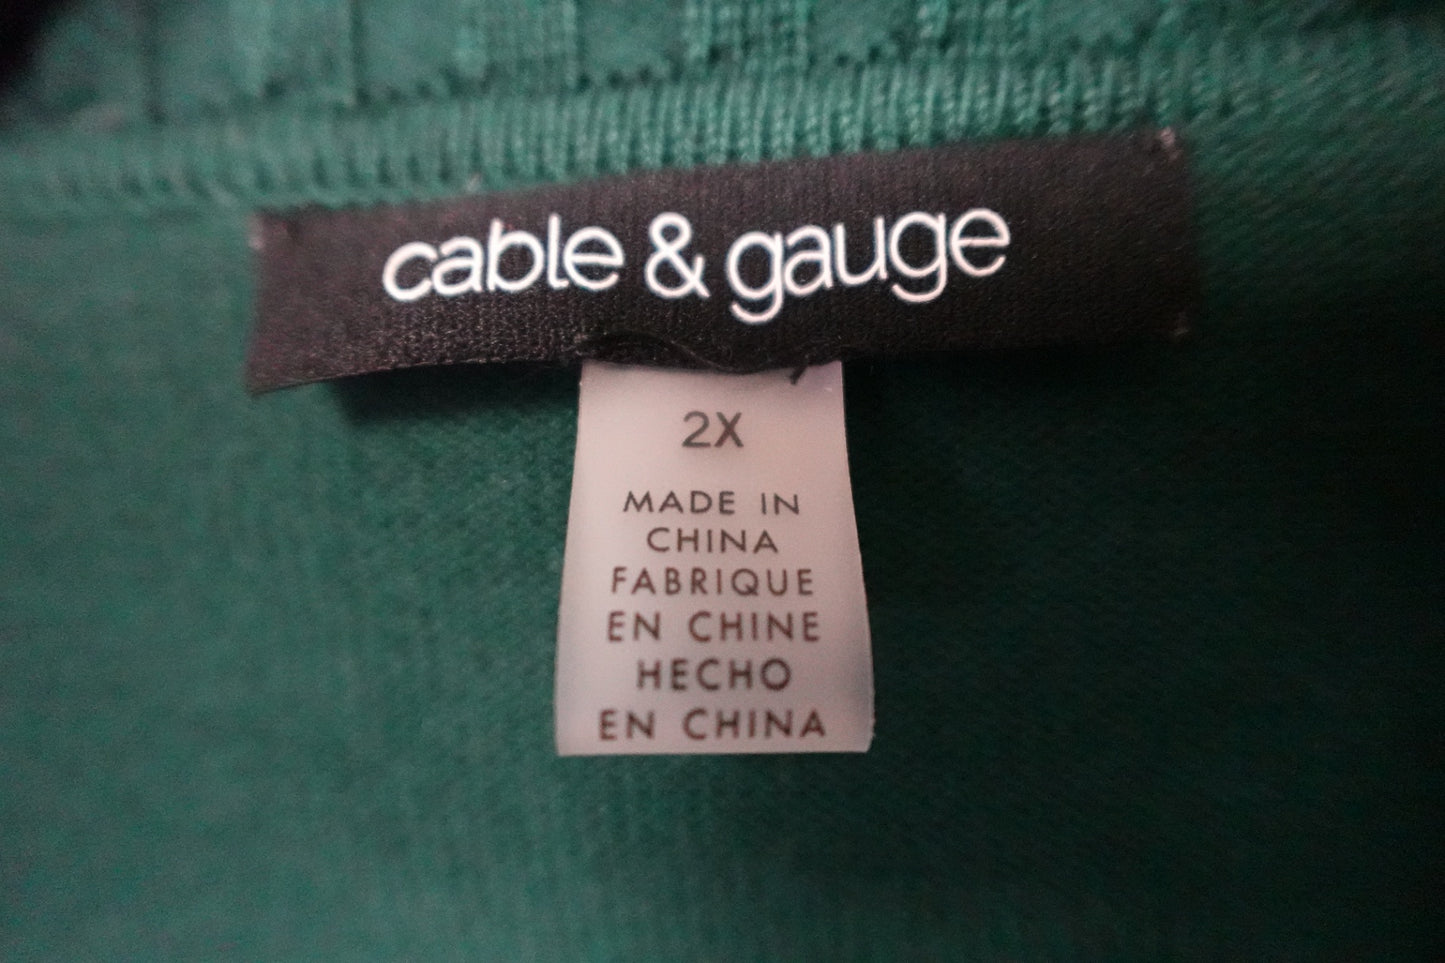 cable & gauge
2X
MADE IN
CHINA
FABRIQUE
EN CHINE
HECHO
EN CHINA